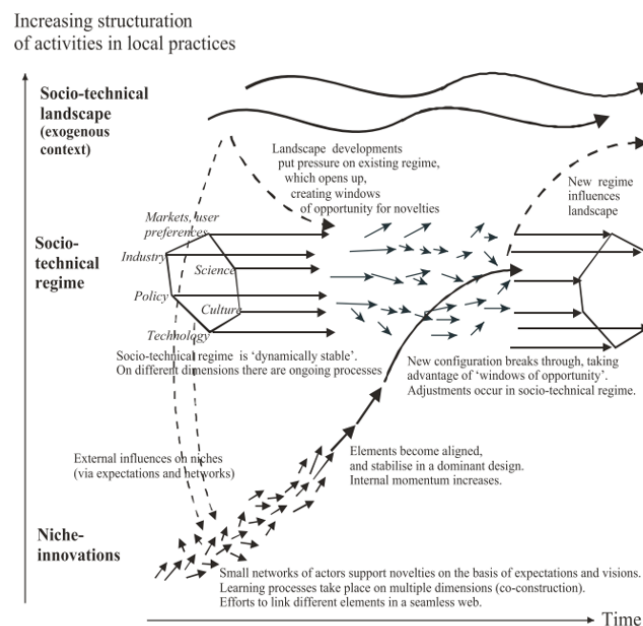 Increasing structuration
of activities in local practices
Socio-technical
landscape
(exogenous
context)
Landscape developments
put pressure on existing regime,
which opens up,
creating windows
of opportunity for novelties
New regime
influences
landscape
Markets, user
preferences
Socio-
technical
regime
Industry
Science
Policy
Culture
Technology
Socio-technical regime is ‘dynamically stable’.
On different dimensions there are ongoing processes
New configuration breaks through, taking
advantage of ‘windows of opportunity’.
Adjustments occur in socio-technical regime.
External influences on niches
(via expectations and networks)
Elements become aligned,
and stabilise in a dominant design.
Internal momentum increases.
Niche-
innovations
Small networks of actors support novelties on the basis of expectations and visions.
Learning processes take place on multiple dimensions (co-construction).
Efforts to link different elements in a seamless web.
Time